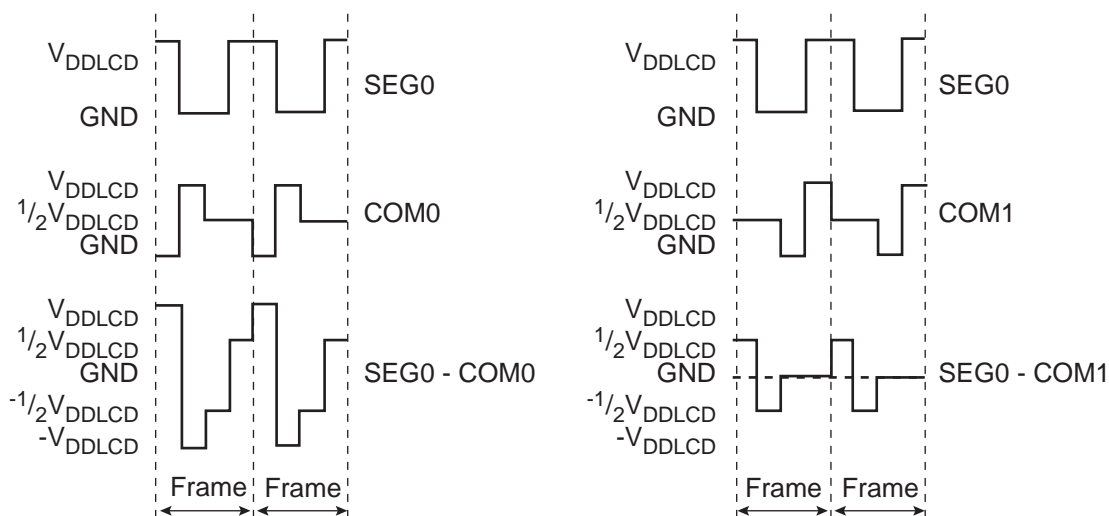 VDDLCD
GND
SEG0
VDDLCD
1/2VDDLCD
GND
COM0
VDDLCD
1/2VDDLCD
GND
-1/2VDDLCD
-VDDLCD
SEG0 - COM0
Frame Frame
VDDLCD
GND
SEG0
VDDLCD
1/2VDDLCD
GND
COM1
VDDLCD
1/2VDDLCD
GND
-1/2VDDLCD
-VDDLCD
SEG0 - COM1
Frame Frame